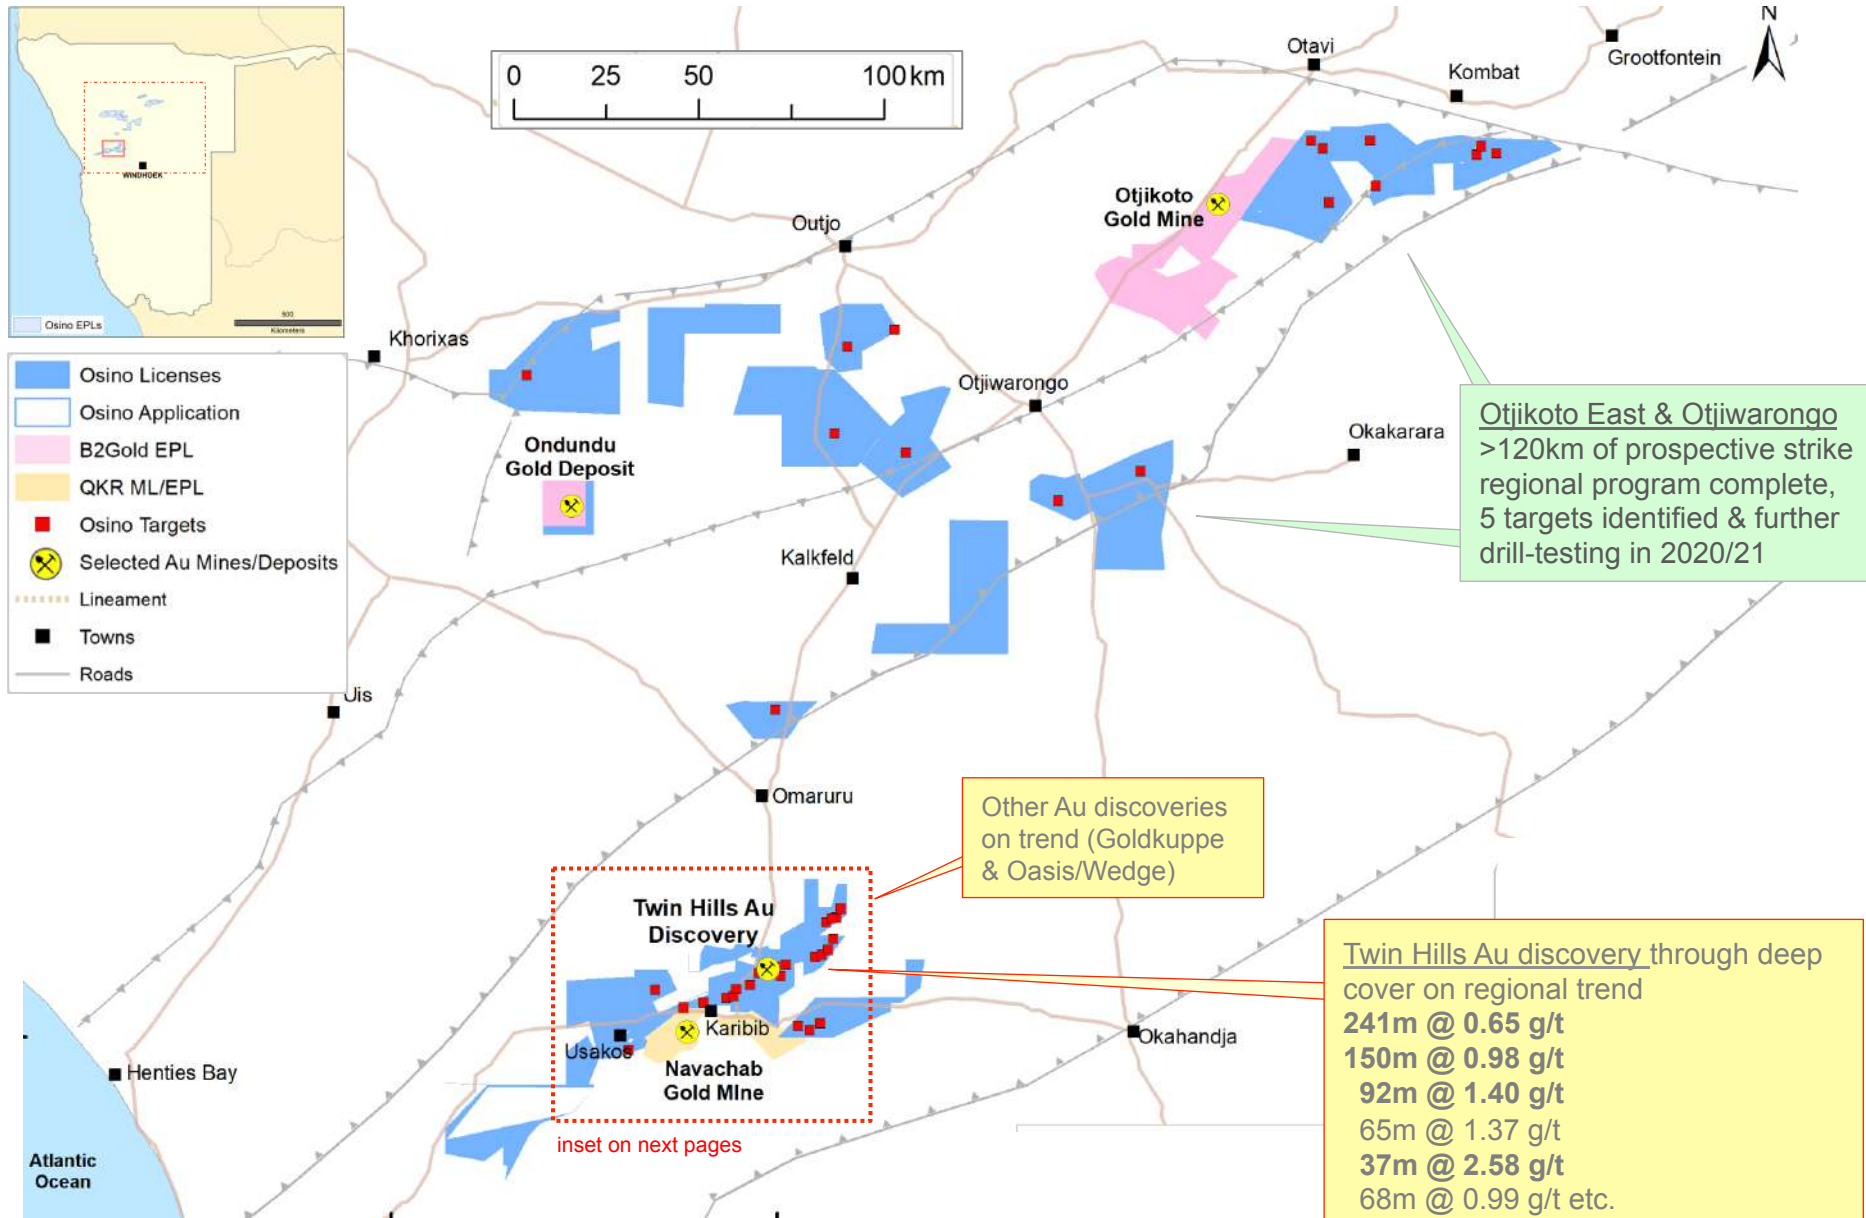 WINDHOEK
Osino EPLs
500
Kilometers
0 25 50 100 km
N
Otavi
Grootfontein
Kombat
Otjikoto
Gold Mine
Outjo
Khorixas
Osino Licenses
Osino Application
B2Gold EPL
QKR ML/EPL
Osino Targets
Selected Au Mines/Deposits
Lineament
Towns
Roads
Otjiwarongo
Okakarara
Ondundu
Gold Deposit
Otjikoto East & Otjiwarongo
>120km of prospective strike
regional program complete,
5 targets identified & further
drill-testing in 2020/21
Kalkfeld
Uis
Omaruru
Other Au discoveries
on trend (Goldkuppe
& Oasis/Wedge)
Twin Hills Au
Discovery
Karibib
Usakos
Navachab
Gold MIne
Okahandja
Henties Bay
inset on next pages
Atlantic
Ocean
Twin Hills Au discovery through deep
cover on regional trend
241m @ 0.65 g/t
150m @ 0.98 g/t
92m @ 1.40 g/t
65m @ 1.37 g/t
37m @ 2.58 g/t
68m @ 0.99 g/t etc.